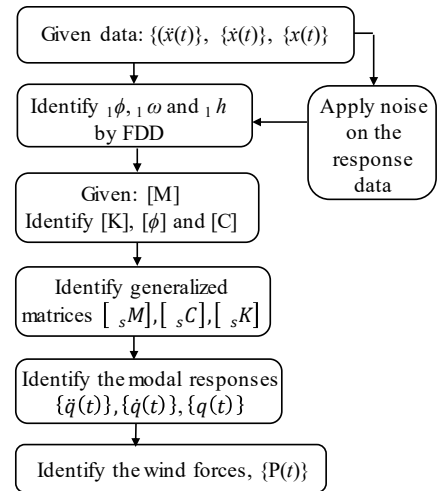 Given data: {(ẍ(t)}, {ẋ(t)}, {x(t)}
Identify ₁ϕ, ₁ω and ₁h
by FDD
Apply noise
on the
response
data
Given: [M]
Identify [K], [ϕ] and [C]
Identify generalized
matrices [ₛM],[ₛC],[ₛK]
Identify the modal responses
{q̈(t)},{q̇(t)},{q(t)}
Identify the wind forces, {P(t)}